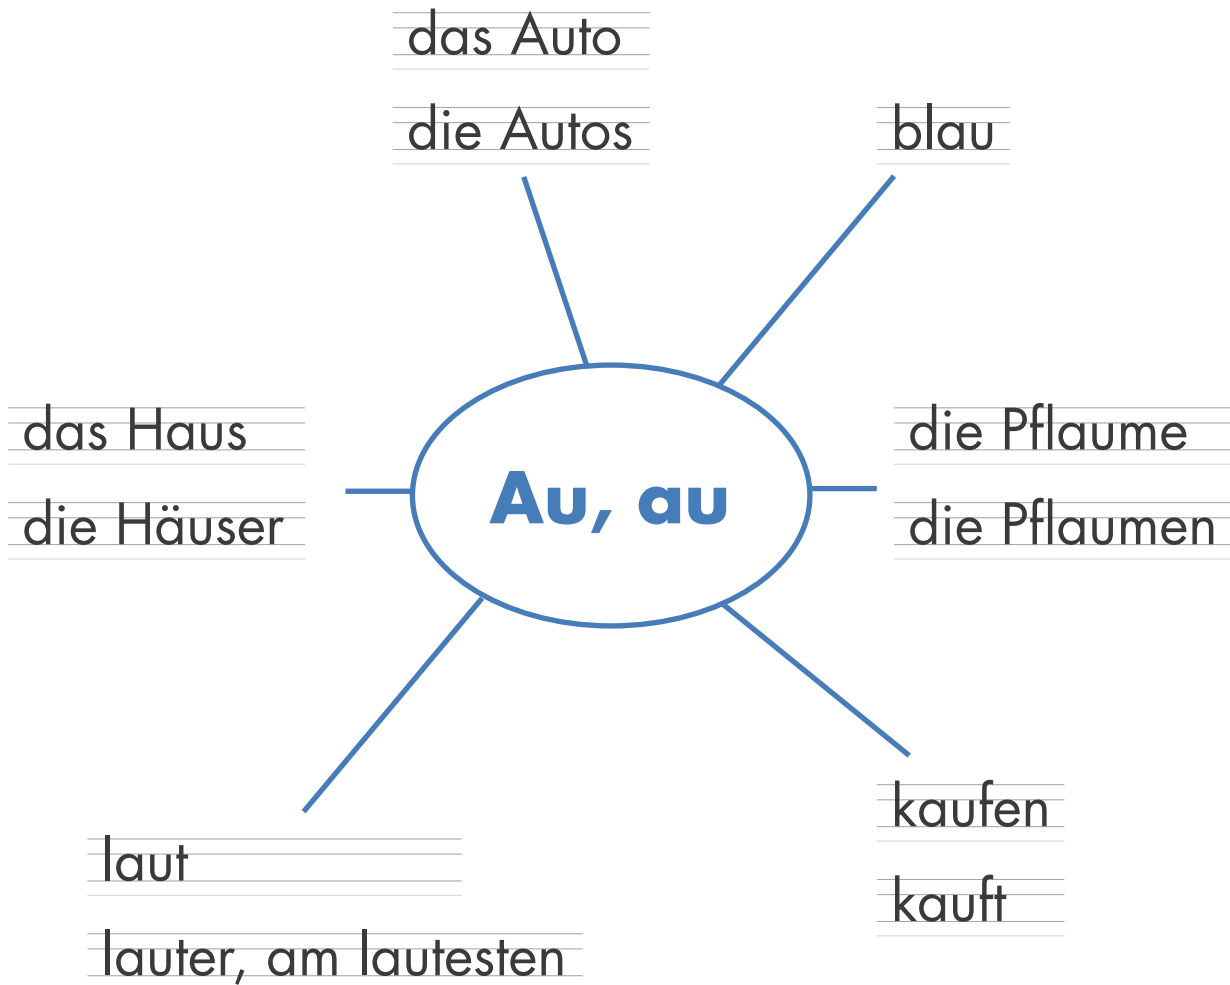 das Auto
die Autos
blau
das Haus
die Häuser
Au, au
die Pflaume
die Pflaumen
kaufen
kauft
laut
lauter, am lautesten